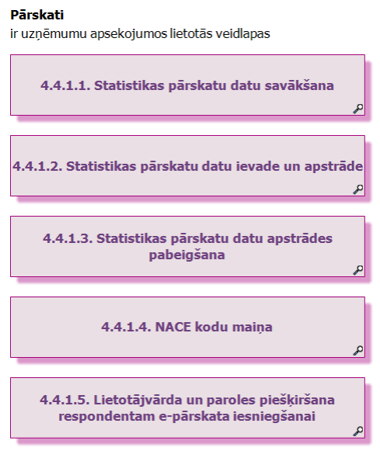 Pārskati
ir uzņēmumu apsekojumos lietotās veidlapas
4.4.1.1. Statistikas pārskatu datu savākšana
4.4.1.2. Statistikas pārskatu datu ievade un apstrāde
4.4.1.3. Statistikas pārskatu datu apstrādes
pabeigšana
4.4.1.4. NACE kodu maiņa
4.4.1.5. Lietotājvārda un paroles piešķiršana
respondentam e-pārskata iesniegšanai